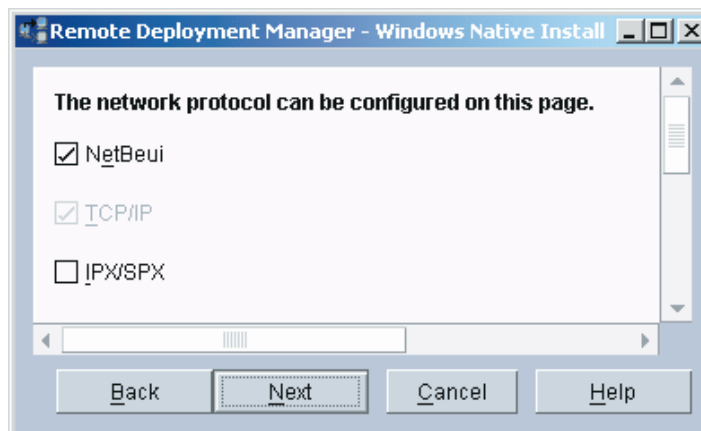 Remote Deployment Manager - Windows Native Install
The network protocol can be configured on this page.
NetBeui
TCP/IP
IPX/SPX
Back Next Cancel Help